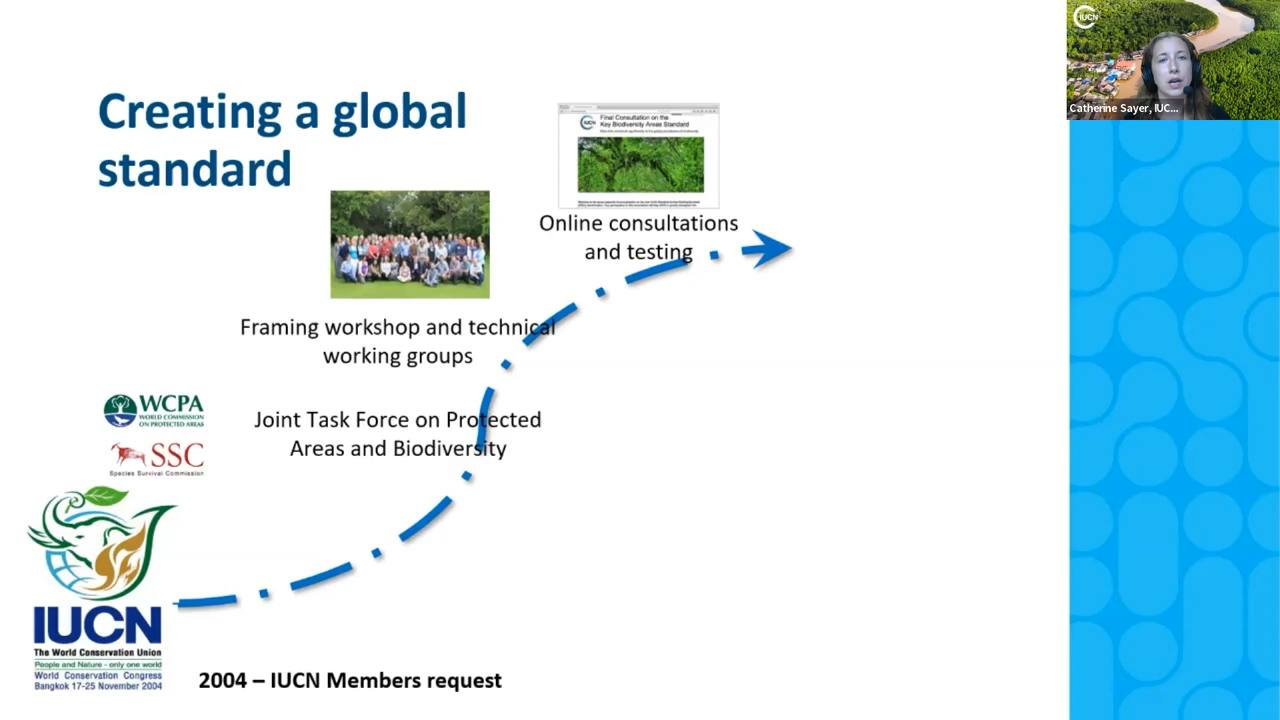 Creating a global
standard
IUCN
Final Consultation on the
Key Biodiversity Areas Standard
Online consultations
and testing
Framing workshop and technical
working groups
WCPA
WORLD COMMISSION
ON PROTECTED AREAS
SSC
Species Survival Commission
Joint Task Force on Protected
Areas and Biodiversity
IUCN
The World Conservation Union
People and Nature - only one world
World Conservation Congress
Bangkok 17-25 November 2004
2004 – IUCN Members request
IUCN
Catherine Sayer, IUC...